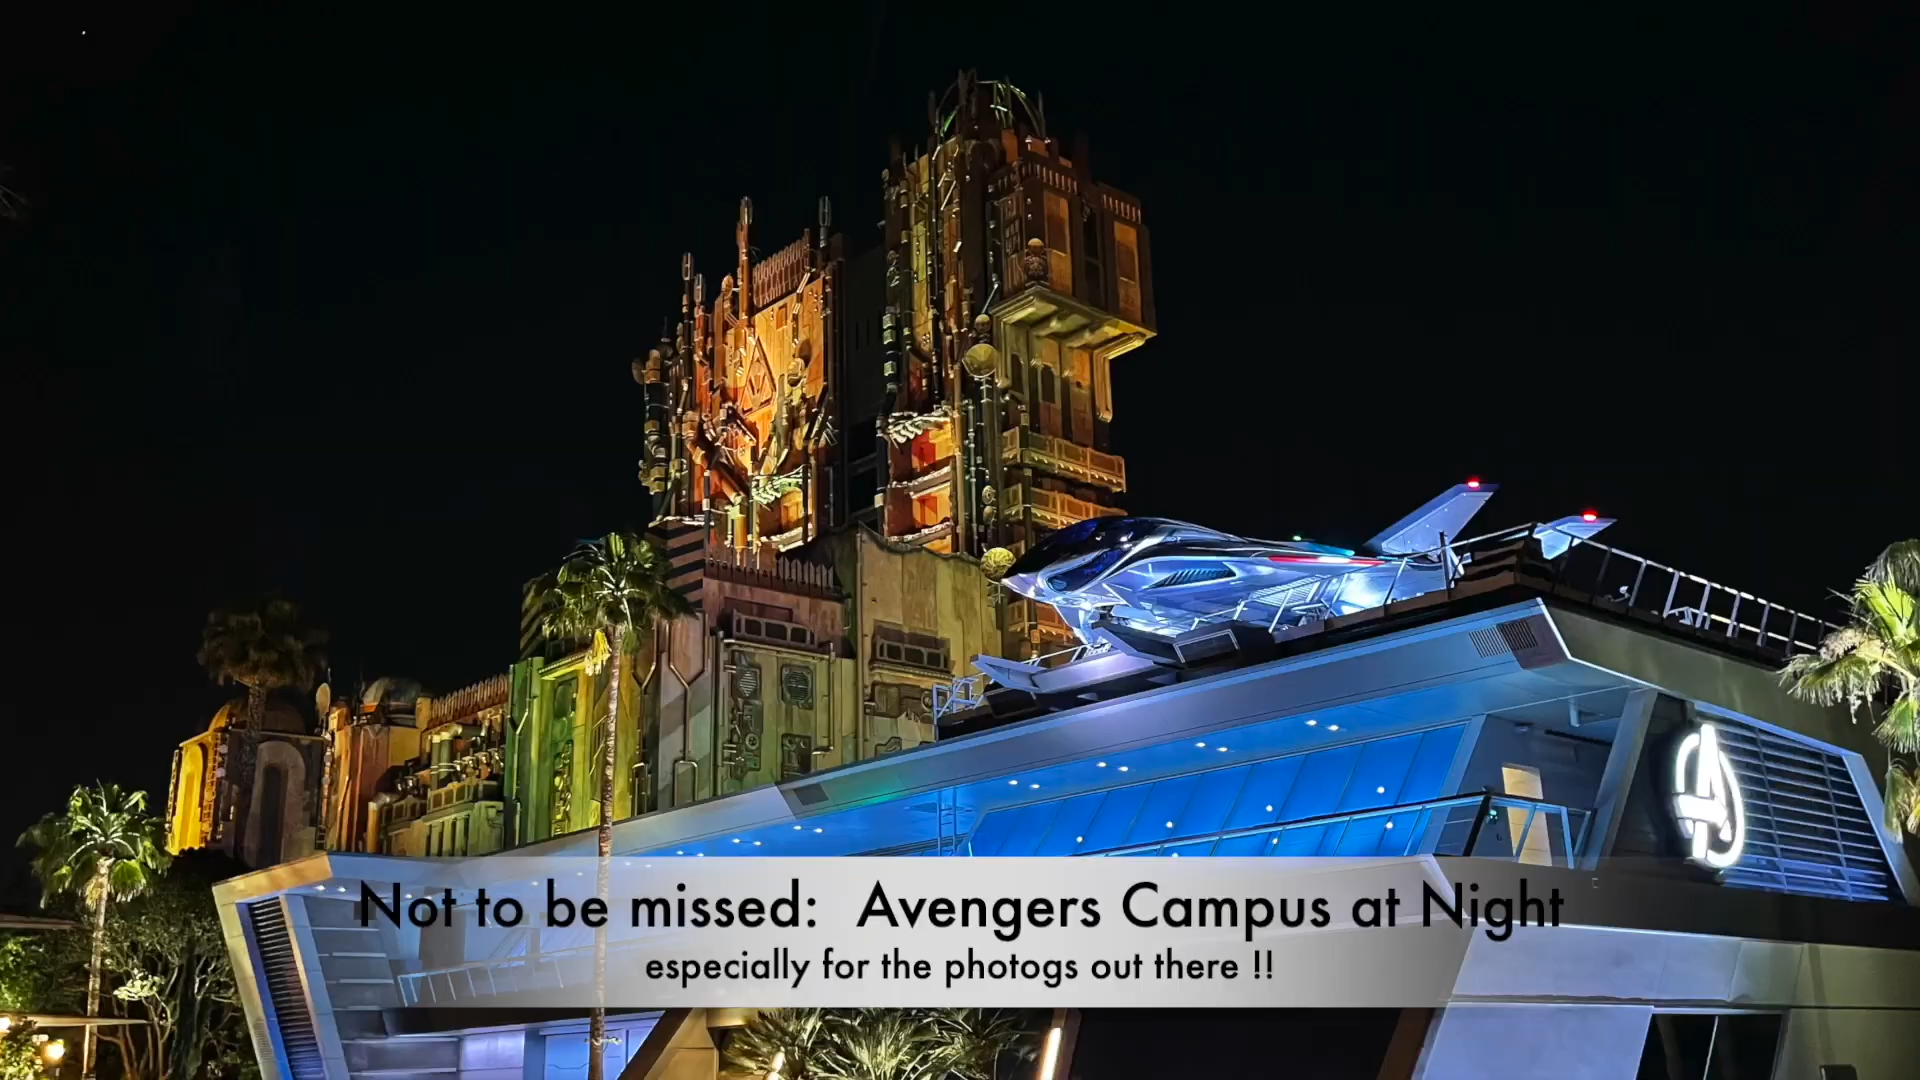 Not to be missed:  Avengers Campus at Night
especially for the photogs out there !!